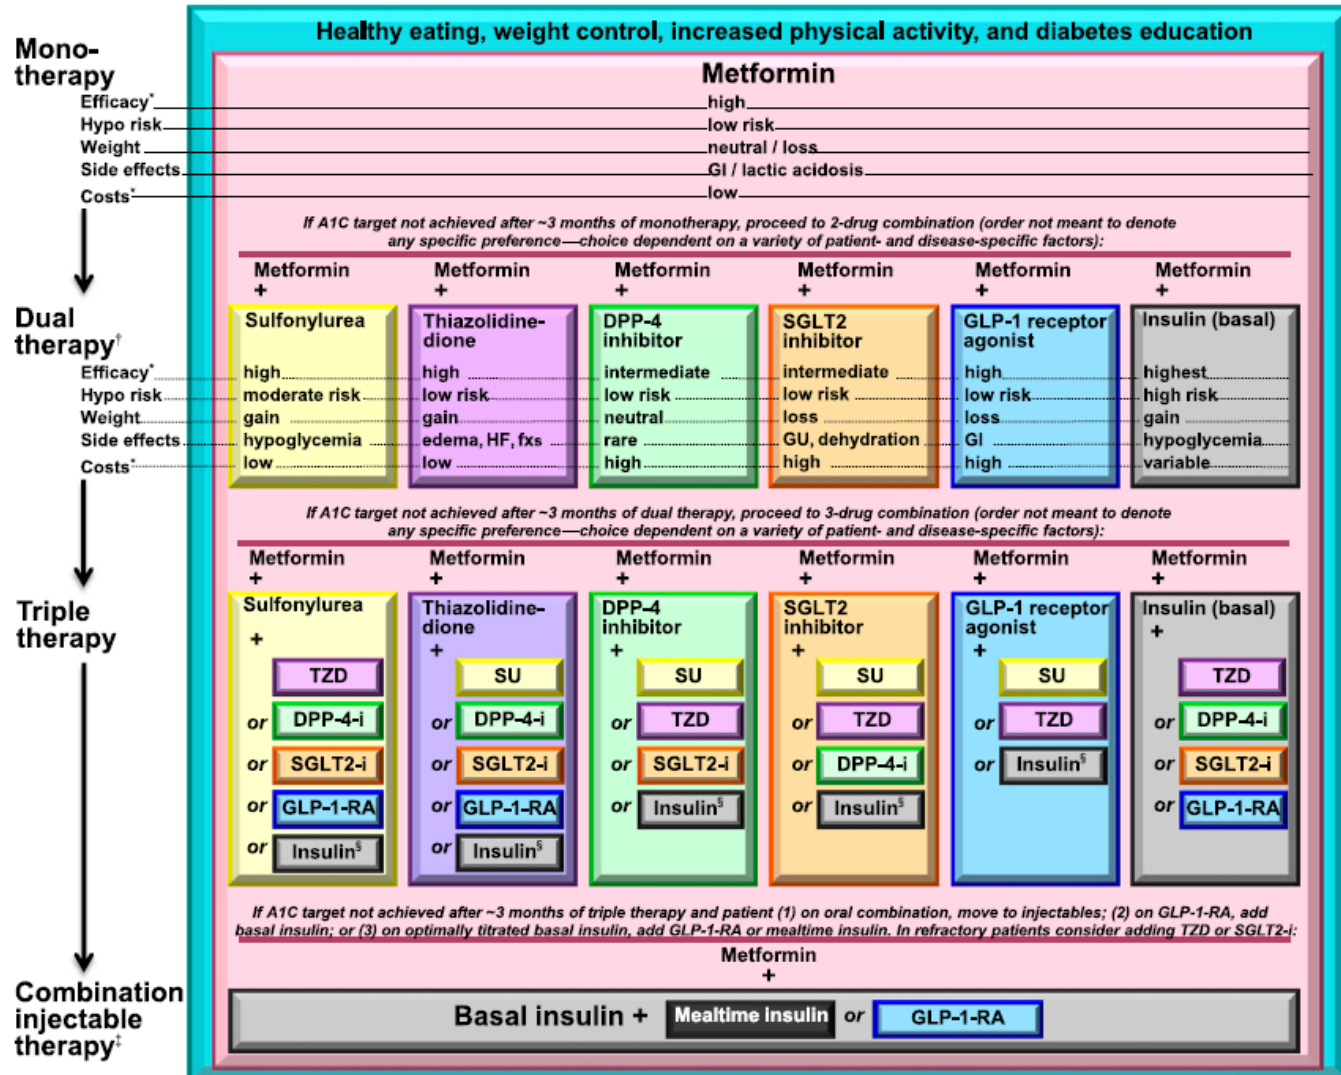 Healthy eating, weight control, increased physical activity, and diabetes education
Mono-
therapy
Metformin
Efficacy* high
Hypo risk low risk
Weight neutral / loss
Side effects GI / lactic acidosis
Costs* low
If A1C target not achieved after ~3 months of monotherapy, proceed to 2-drug combination (order not meant to denote
any specific preference—choice dependent on a variety of patient- and disease-specific factors):
Metformin Metformin Metformin Metformin Metformin Metformin
+ + + + + +
Dual
therapy†
Sulfonylurea
Thiazolidine-
dione
DPP-4
inhibitor
SGLT2
inhibitor
GLP-1 receptor
agonist
Insulin (basal)
Efficacy* high high intermediate intermediate high highest
Hypo risk moderate risk low risk low risk low risk low risk high risk
Weight gain gain neutral loss loss gain
Side effects hypoglycemia edema, HF, fxs rare GU, dehydration GI hypoglycemia
Costs* low low high high high variable
If A1C target not achieved after ~3 months of dual therapy, proceed to 3-drug combination (order not meant to denote
any specific preference—choice dependent on a variety of patient- and disease-specific factors):
Metformin Metformin Metformin Metformin Metformin Metformin
+ + + + + +
Triple
therapy
Sulfonylurea
+
TZD
or DPP-4-i
or SGLT2-i
or GLP-1-RA
or Insulin§
Thiazolidine-
dione
+
SU
or DPP-4-i
or SGLT2-i
or GLP-1-RA
or Insulin§
DPP-4
inhibitor
+
SU
or TZD
or SGLT2-i
or Insulin§
SGLT2
inhibitor
+
SU
or TZD
or DPP-4-i
or Insulin§
GLP-1 receptor
agonist
+
SU
or TZD
or Insulin§
Insulin (basal)
+
TZD
or DPP-4-i
or SGLT2-i
or GLP-1-RA
If A1C target not achieved after ~3 months of triple therapy and patient (1) on oral combination, move to injectables; (2) on GLP-1-RA, add
basal insulin; or (3) on optimally titrated basal insulin, add GLP-1-RA or mealtime insulin. In refractory patients consider adding TZD or SGLT2-i:
Metformin
+
Combination
injectable
therapy‡
Basal insulin + Mealtime insulin or GLP-1-RA